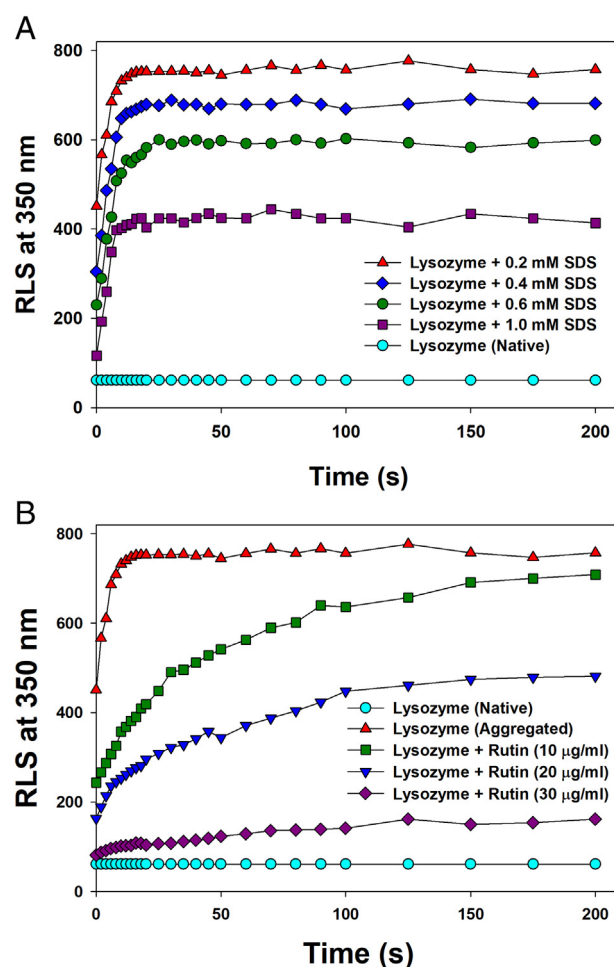 A
800
600
400
200
0
RLS at 350 nm
Lysozyme + 0.2 mM SDS
Lysozyme + 0.4 mM SDS
Lysozyme + 0.6 mM SDS
Lysozyme + 1.0 mM SDS
Lysozyme (Native)
0 50 100 150 200
Time (s)
B
800
600
400
200
0
RLS at 350 nm
Lysozyme (Native)
Lysozyme (Aggregated)
Lysozyme + Rutin (10 μg/ml)
Lysozyme + Rutin (20 μg/ml)
Lysozyme + Rutin (30 μg/ml)
0 50 100 150 200
Time (s)